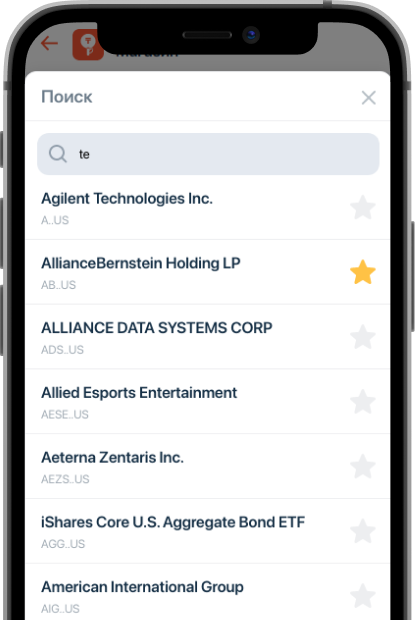 Поиск
te
Agilent Technologies Inc.
A..US
AllianceBernstein Holding LP
AB..US
ALLIANCE DATA SYSTEMS CORP
ADS..US
Allied Esports Entertainment
AESE..US
Aeterna Zentaris Inc.
AEZS..US
iShares Core U.S. Aggregate Bond ETF
AGG..US
American International Group
AIG..US